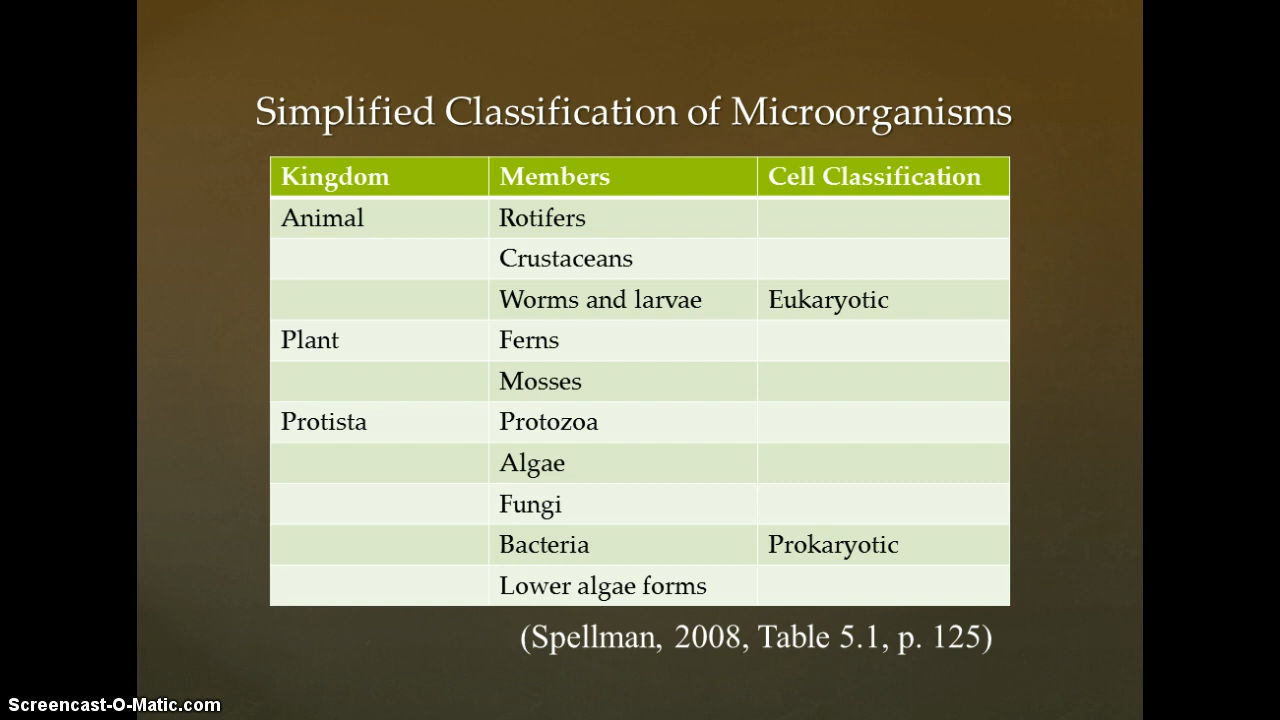 Simplified Classification of Microorganisms
Kingdom Members Cell Classification
Animal Rotifers
Crustaceans
Worms and larvae Eukaryotic
Plant Ferns
Mosses
Protista Protozoa
Algae
Fungi
Bacteria Prokaryotic
Lower algae forms
(Spellman, 2008, Table 5.1, p. 125)
Screencast-O-Matic.com